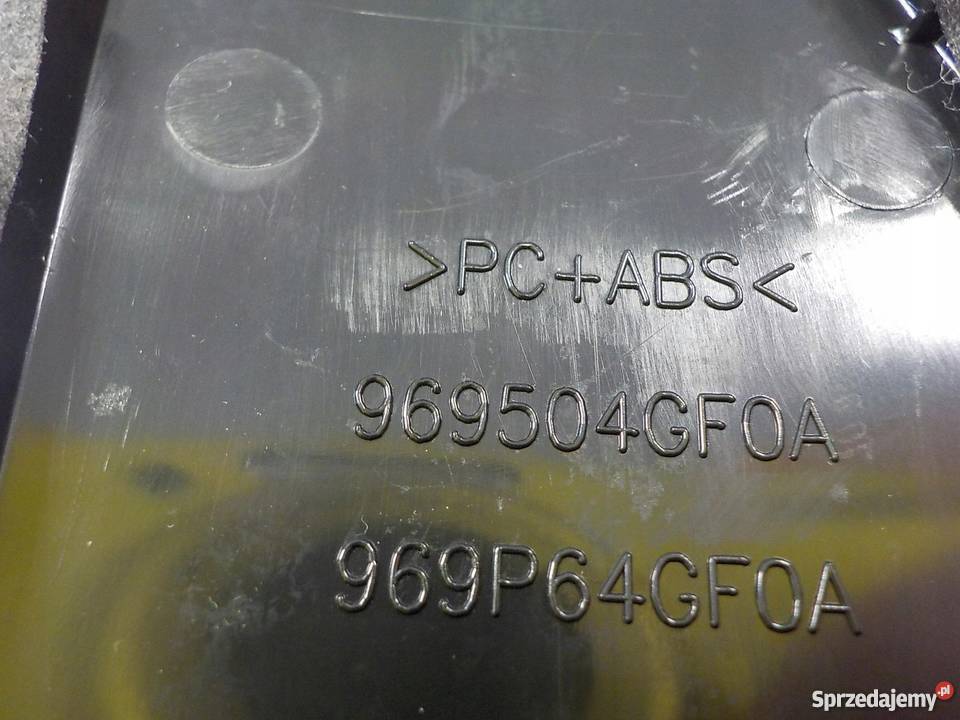 >PC+ABS<
969504GF0A
969P64GF0A
Sprzedajemy.pl